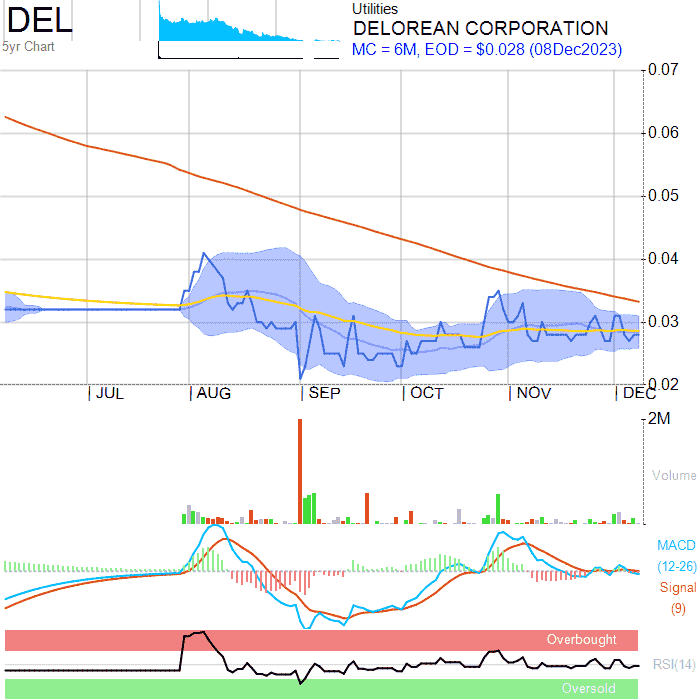 DEL
5yr Chart
Utilities
DELOREAN CORPORATION
MC = 6M, EOD = $0.028 (08Dec2023)
0.07
0.06
0.05
0.04
0.03
0.02
JUL AUG SEP OCT NOV DEC
2M
Volume
MACD
(12-26)
Signal
(9)
Overbought
RSI(14)
Oversold